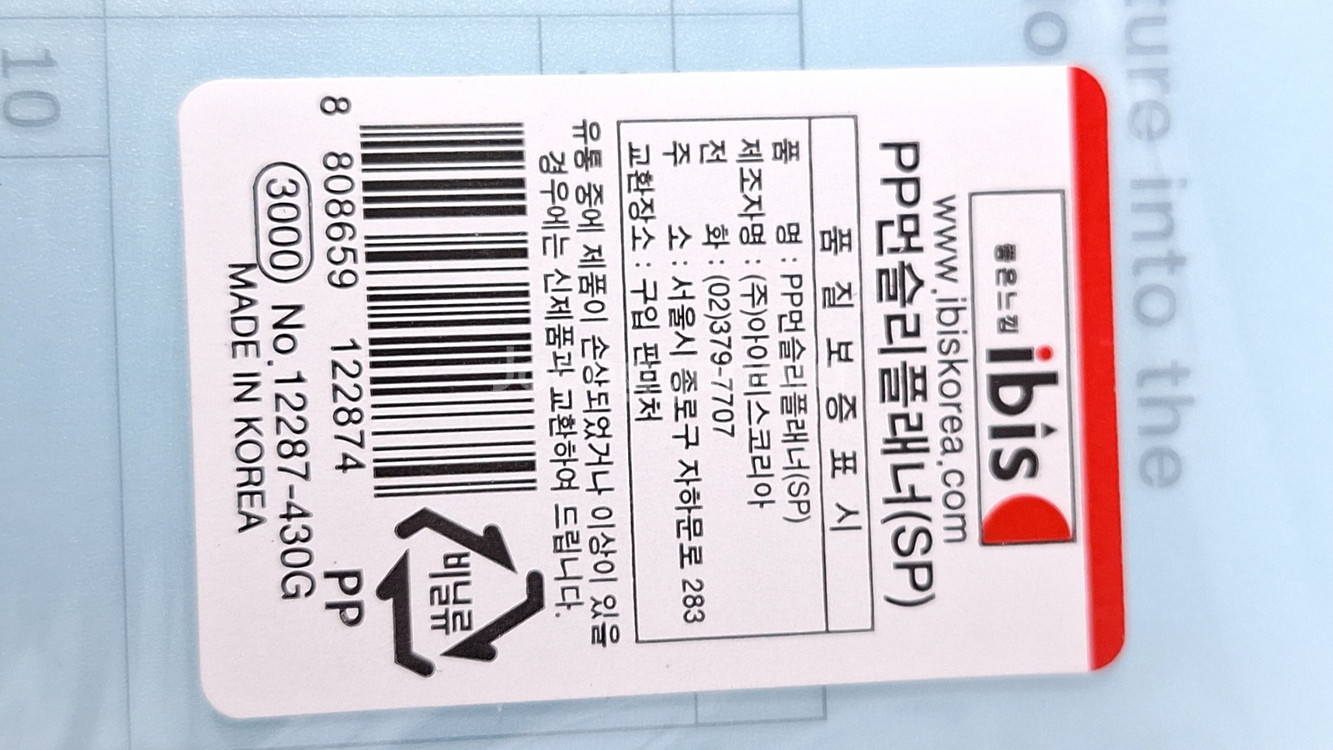 ture into the
o
10
좋은느낌 ibis
www.ibiskorea.com
PP먼슬리플래너(SP)
품 질 보 증 표 시
품 명 : PP먼슬리플래너(SP)
제조자명 : (주)아이비스코리아
전 화 : (02)379-7707
주 소 : 서울시 종로구 자하문로 283
교환장소 : 구입 판매처
유통 중에 제품이 손상되었거나 이상이 있을
경우에는 신제품과 교환하여 드립니다.
비닐류
PP
8 808659 122874
3000 No.12287-430G
MADE IN KOREA